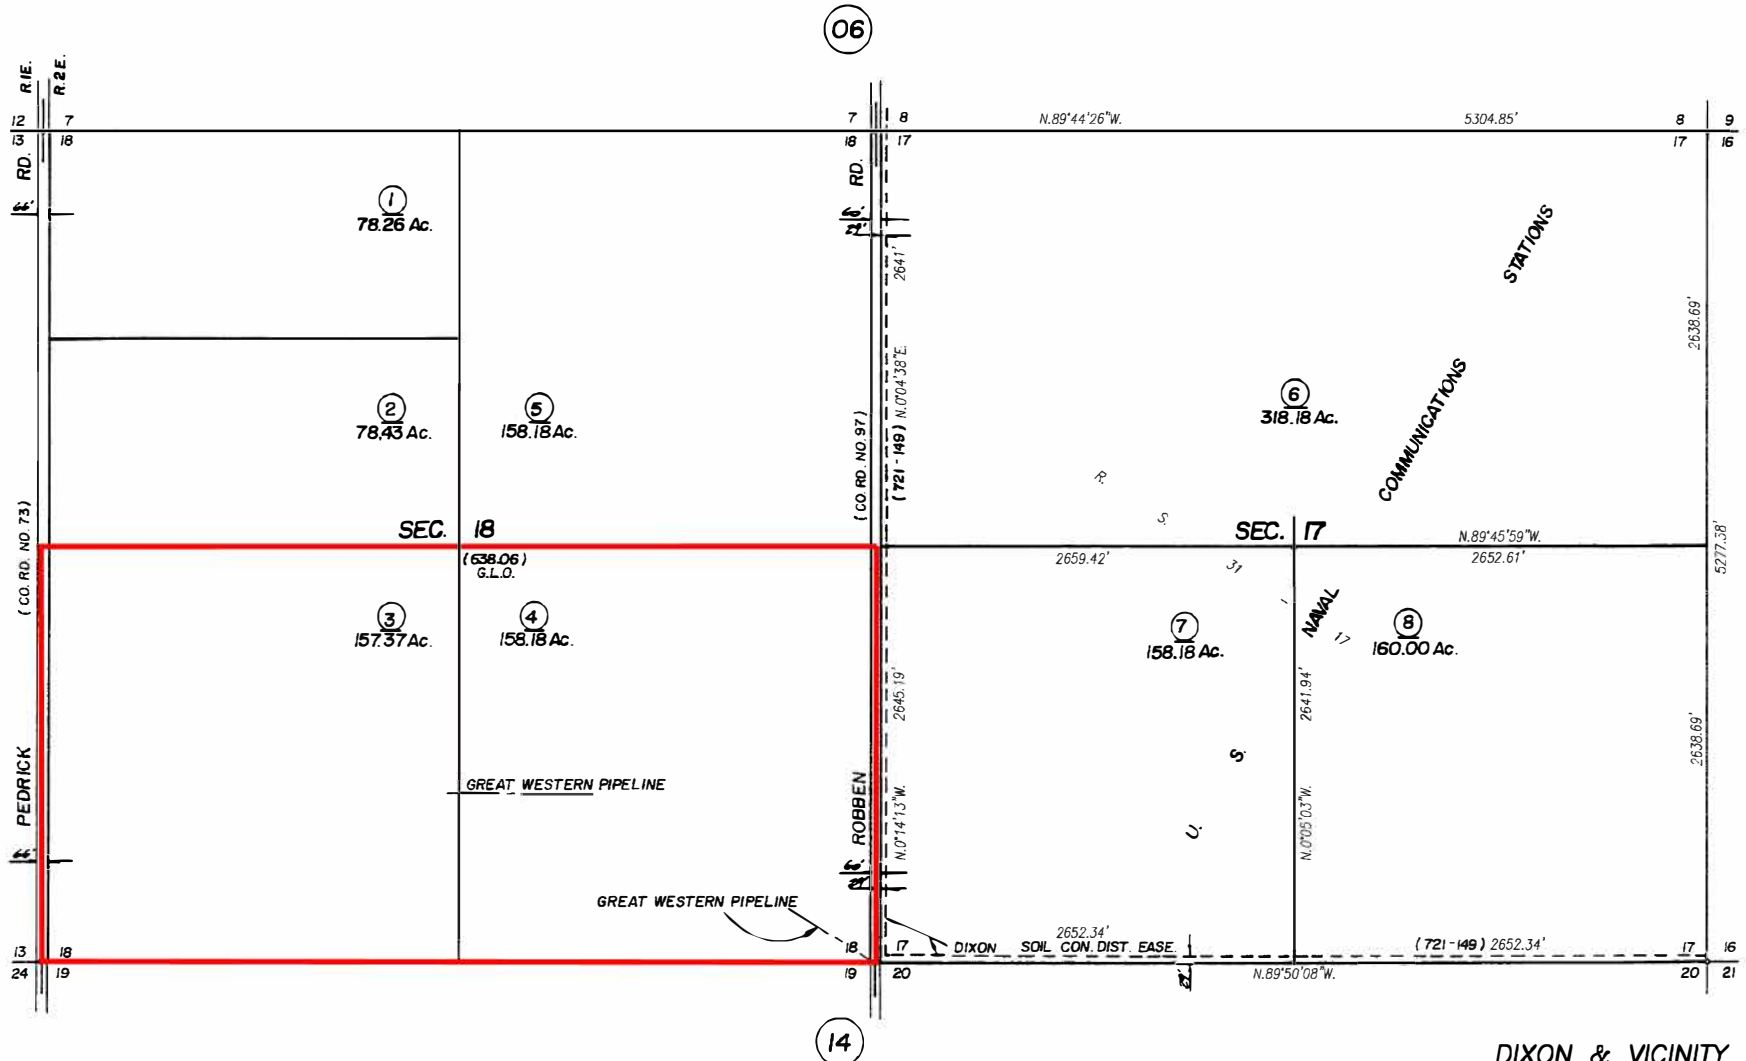 06
R.1E.
R.2E.
12 7
13 18
7 8
18 17
N.89°44'26"W.
5304.85'
8 9
17 16
RD.
66'
1
78.26 Ac.
RD.
60'
2641'
STATIONS
2638.69'
2
78.43 Ac.
5
158.18 Ac.
(CO. RD. NO. 97)
(721-149) N.0°04'38"E.
6
318.18 Ac.
COMMUNICATIONS
R.
S.
(CO. RD. NO. 73)
SEC. 18
(638.06)
G.L.O.
SEC. 17
N.89°45'59"W.
2659.42'
2652.61'
5277.38'
31
17
NAVAL
3
157.37 Ac.
4
158.18 Ac.
7
158.18 Ac.
8
160.00 Ac.
2645.19'
2641.94'
2638.69'
PEDRICK
GREAT WESTERN PIPELINE
ROBBEN
N.0°14'13"W.
S.
U.
N.0°05'03"W.
66'
60'
GREAT WESTERN PIPELINE
2652.34'
13 18
24 19
18 17
19 20
DIXON SOIL CON. DIST. EASE.
(721-149) 2652.34'
N.89°50'08"W.
17 16
20 21
14
DIXON & VICINITY